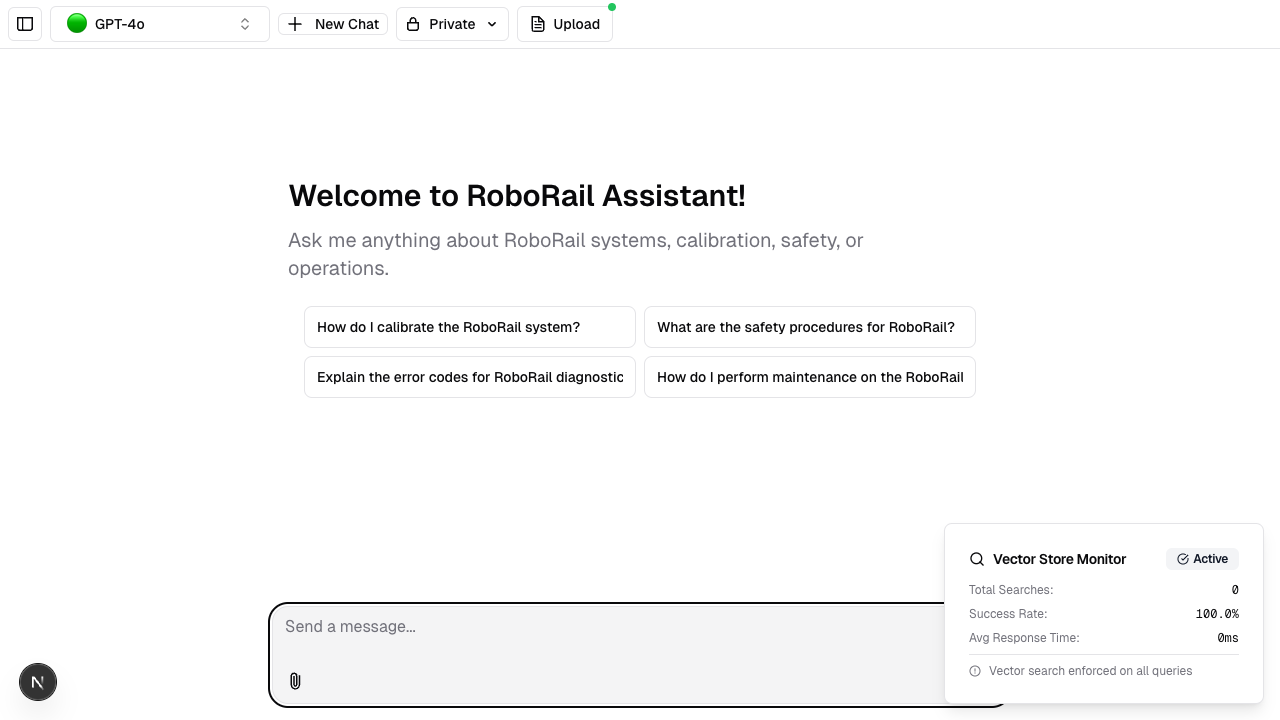 GPT-4o
New Chat
Private
Upload
Welcome to RoboRail Assistant!
Ask me anything about RoboRail systems, calibration, safety, or
operations.
How do I calibrate the RoboRail system?
What are the safety procedures for RoboRail?
Explain the error codes for RoboRail diagnostic
How do I perform maintenance on the RoboRail
Send a message...
Vector Store Monitor
Active
Total Searches: 0
Success Rate: 100.0%
Avg Response Time: 0ms
Vector search enforced on all queries
N